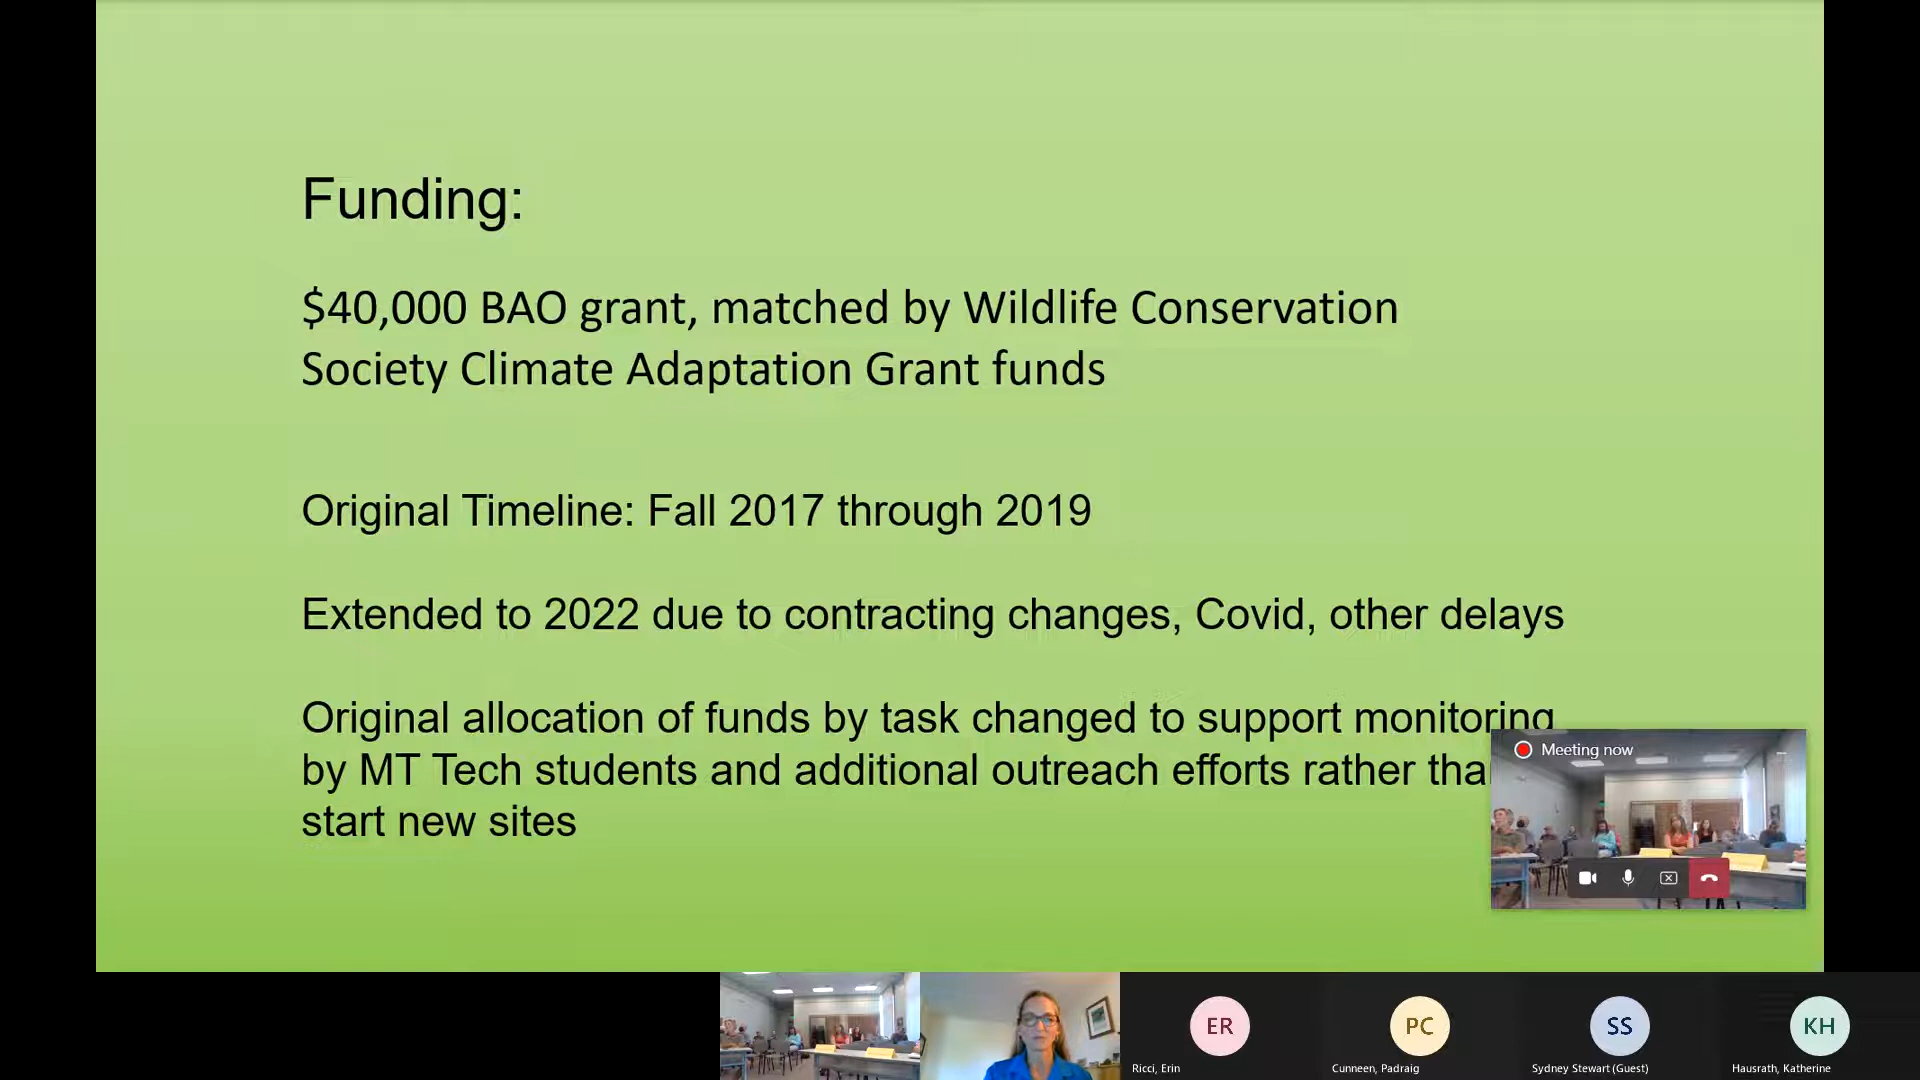 Funding:
$40,000 BAO grant, matched by Wildlife Conservation
Society Climate Adaptation Grant funds
Original Timeline: Fall 2017 through 2019
Extended to 2022 due to contracting changes, Covid, other delays
Original allocation of funds by task changed to support monitoring
by MT Tech students and additional outreach efforts rather
start new sites
Meeting now
ER
PC
SS
KH
Ricci, Erin
Cunneen, Padraig
Sydney Stewart (Guest)
Hausrath, Katherine